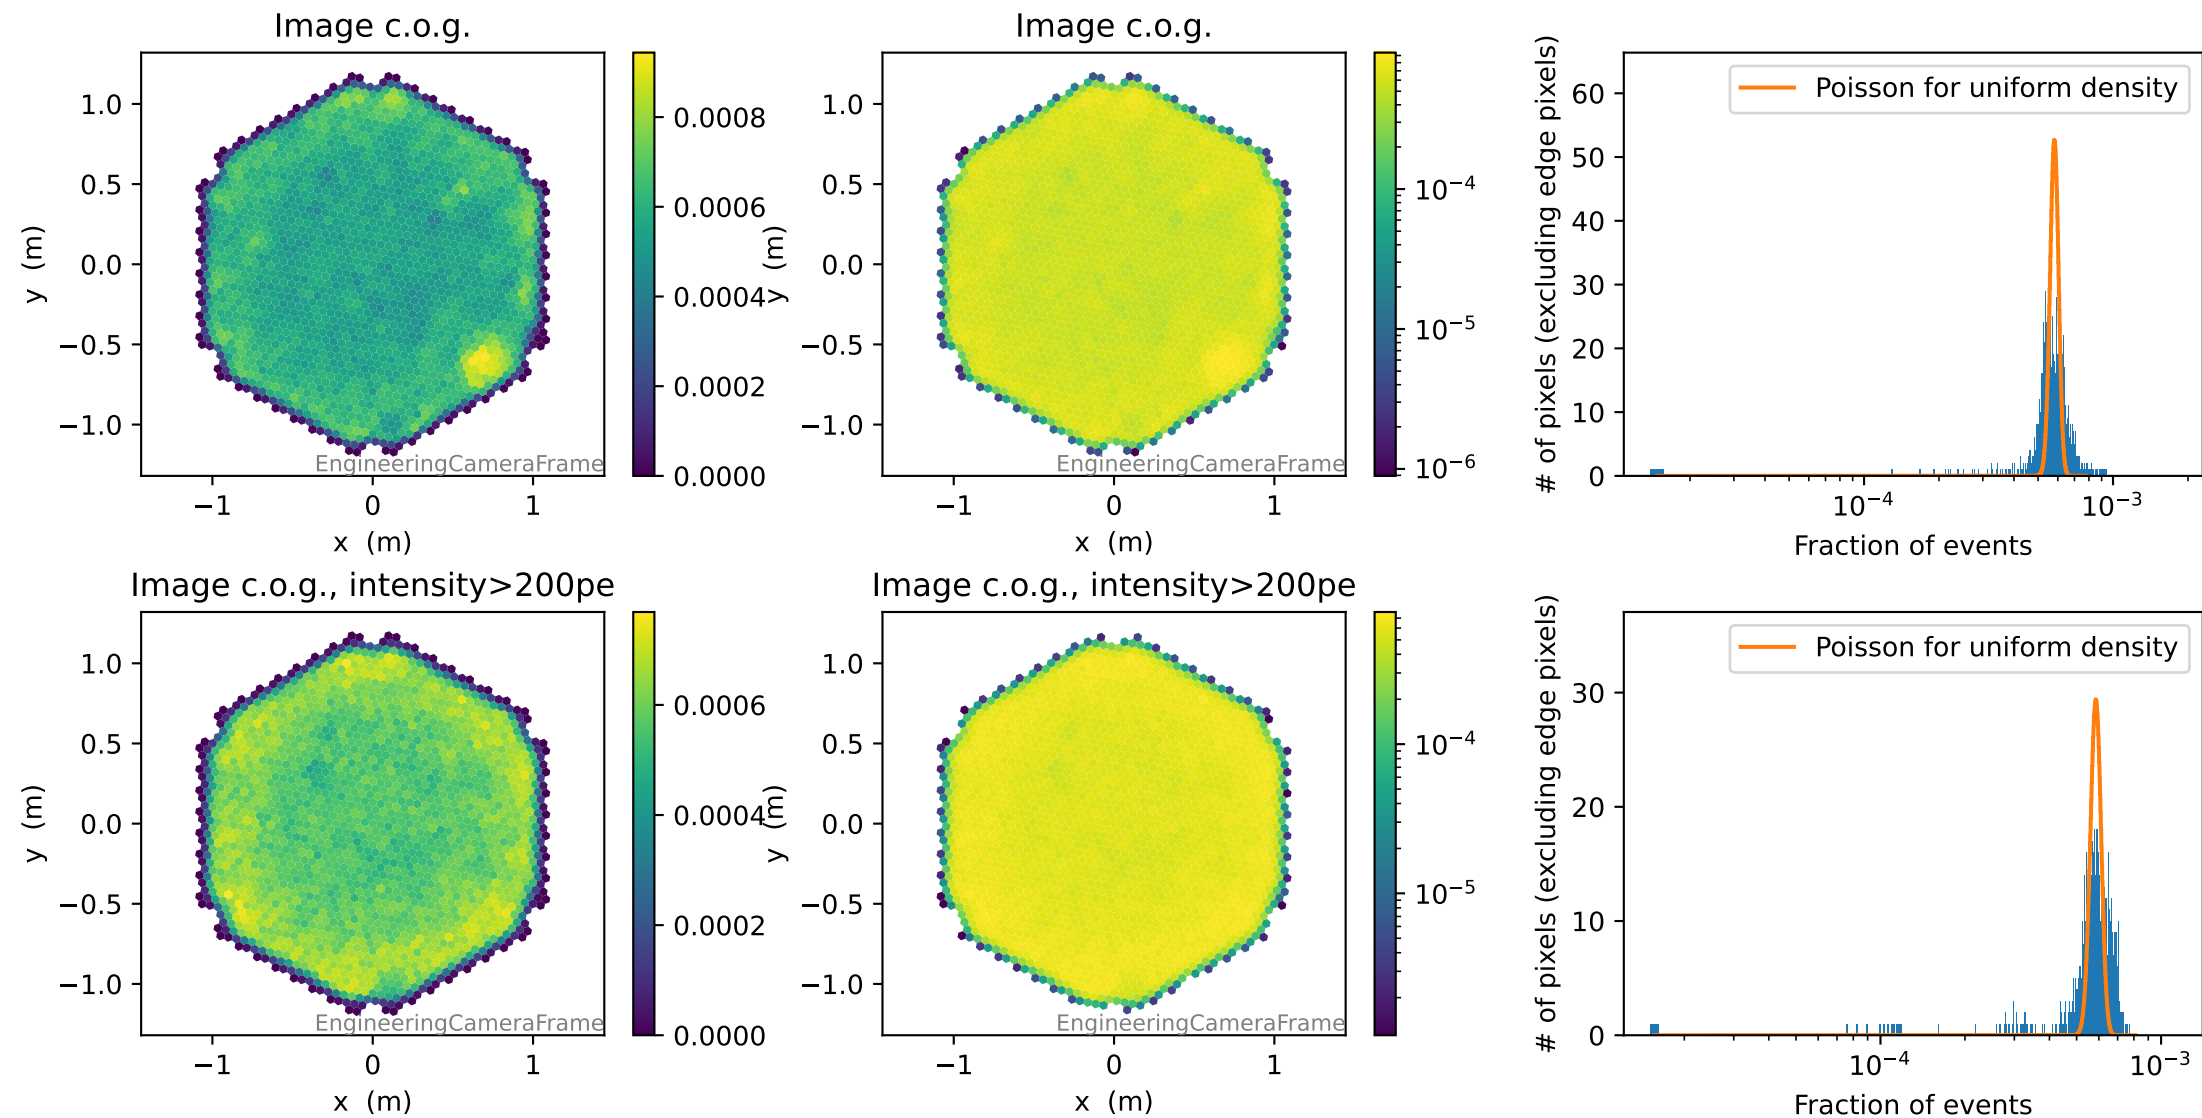 Image c.o.g.
y (m)
1.0
0.5
0.0
−0.5
−1.0
−1
0
1
x (m)
EngineeringCameraFrame
0.0008
0.0006
0.0004
0.0002
0.0000
Image c.o.g.
y (m)
1.0
0.5
0.0
−0.5
−1.0
−1
0
1
x (m)
EngineeringCameraFrame
10⁻⁴
10⁻⁵
10⁻⁶
# of pixels (excluding edge pixels)
60
50
40
30
20
10
0
Poisson for uniform density
10⁻⁴
10⁻³
Fraction of events
Image c.o.g., intensity>200pe
y (m)
1.0
0.5
0.0
−0.5
−1.0
−1
0
1
x (m)
EngineeringCameraFrame
0.0006
0.0004
0.0002
0.0000
Image c.o.g., intensity>200pe
y (m)
1.0
0.5
0.0
−0.5
−1.0
−1
0
1
x (m)
EngineeringCameraFrame
10⁻⁴
10⁻⁵
# of pixels (excluding edge pixels)
30
20
10
0
Poisson for uniform density
10⁻⁴
10⁻³
Fraction of events